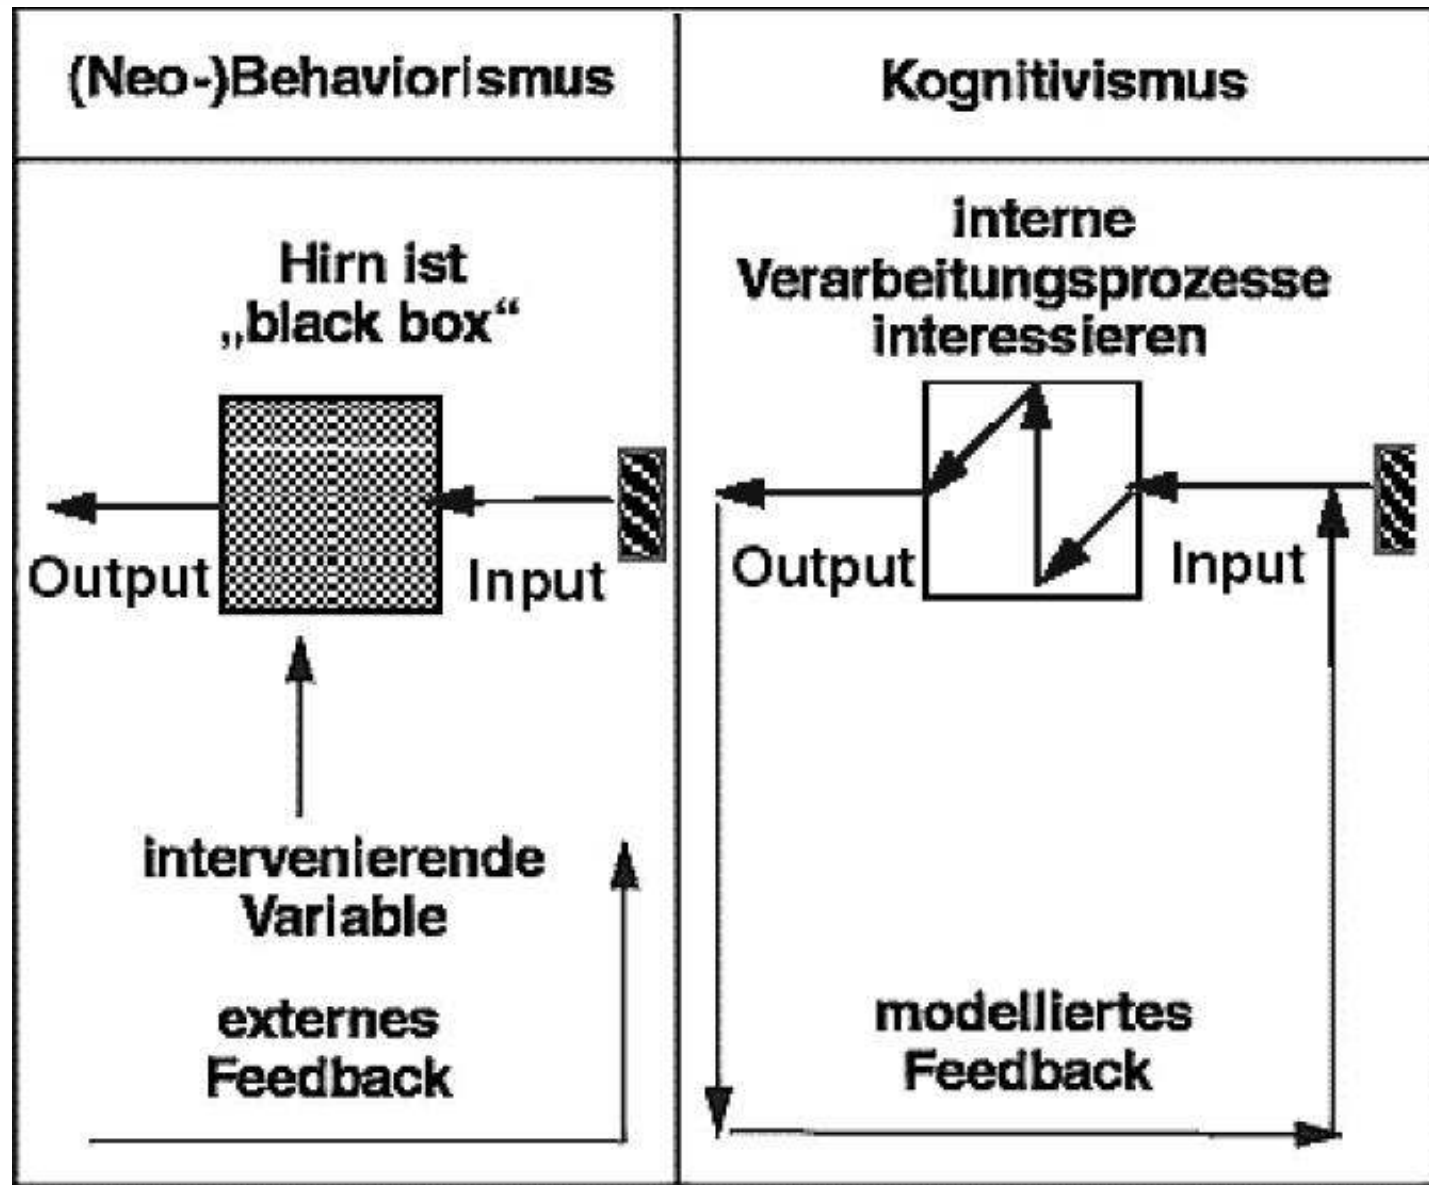 (Neo-)Behaviorismus
Kognitivismus
Hirn ist
„black box“
Output
Input
intervenierende
Variable
externes
Feedback
interne
Verarbeitungsprozesse
interessieren
Output
Input
modelliertes
Feedback